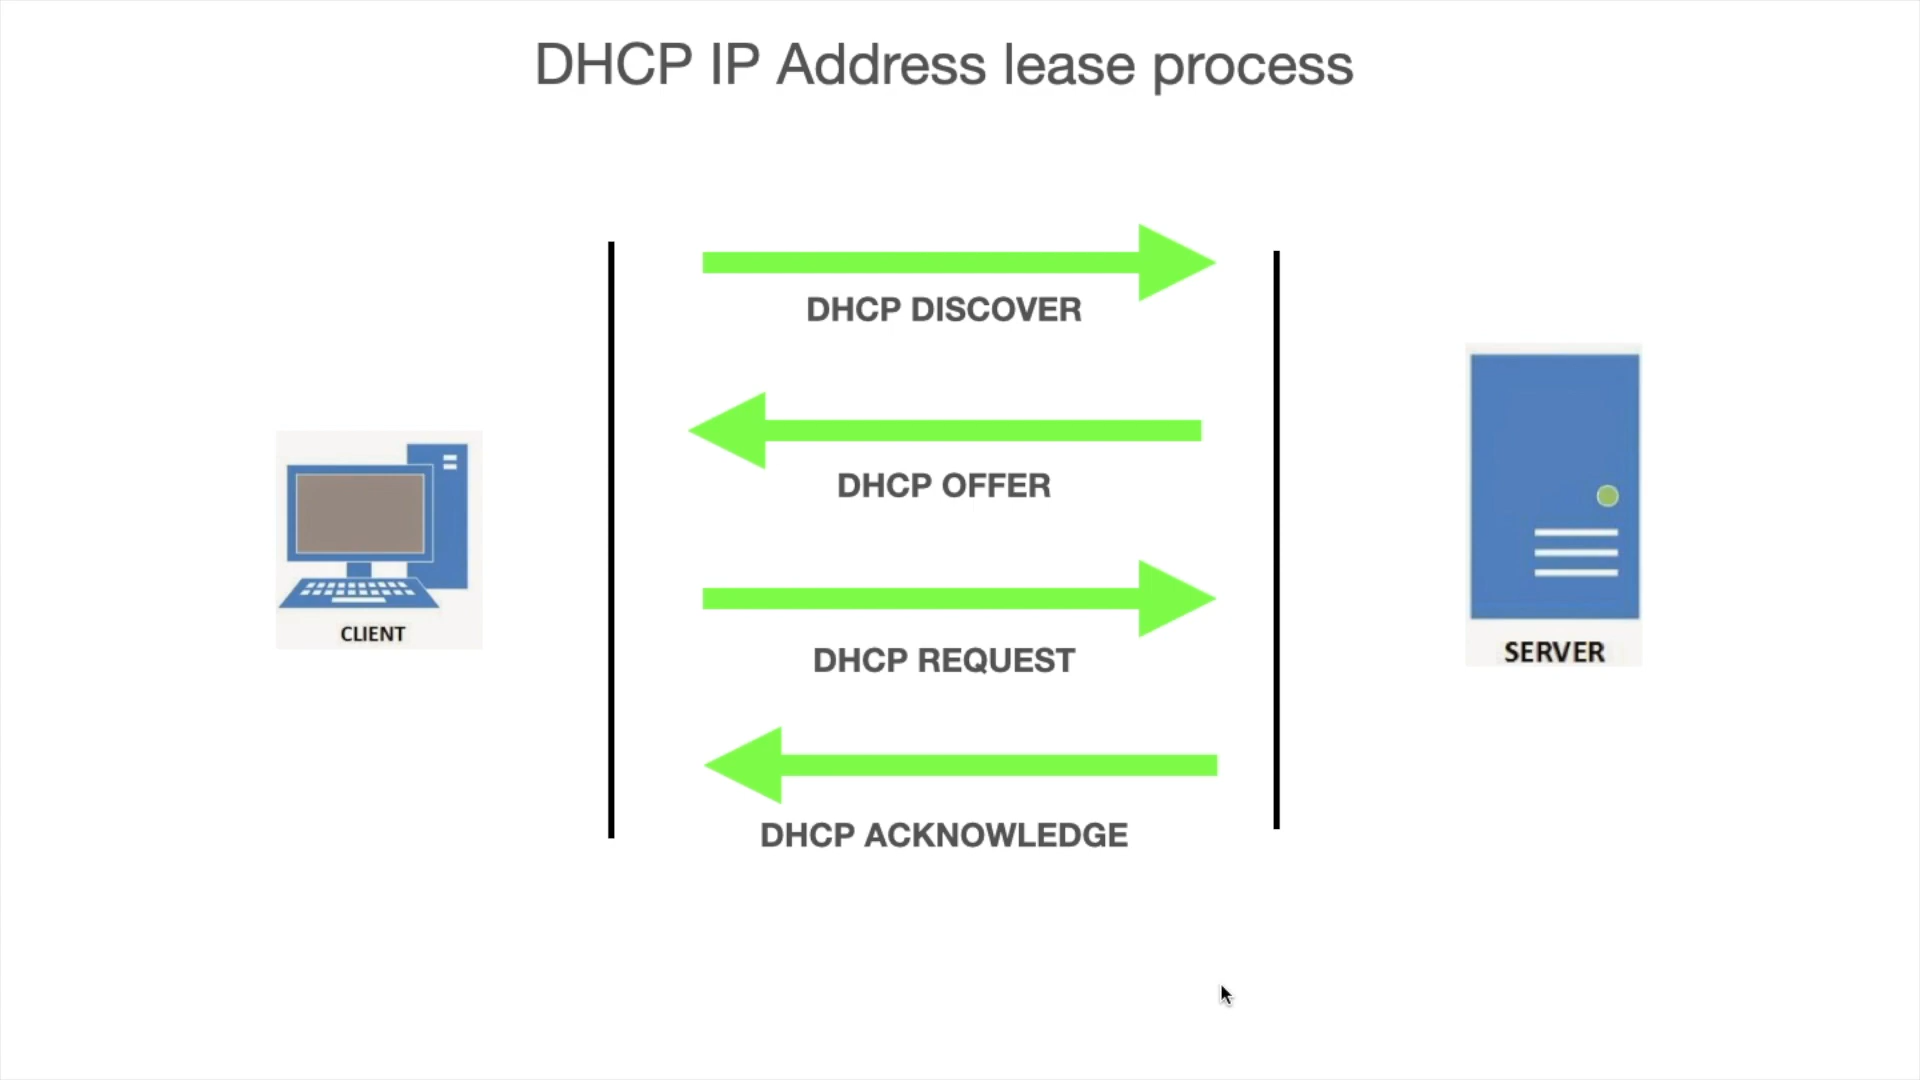 DHCP IP Address lease process
DHCP DISCOVER
DHCP OFFER
DHCP REQUEST
DHCP ACKNOWLEDGE
CLIENT
SERVER